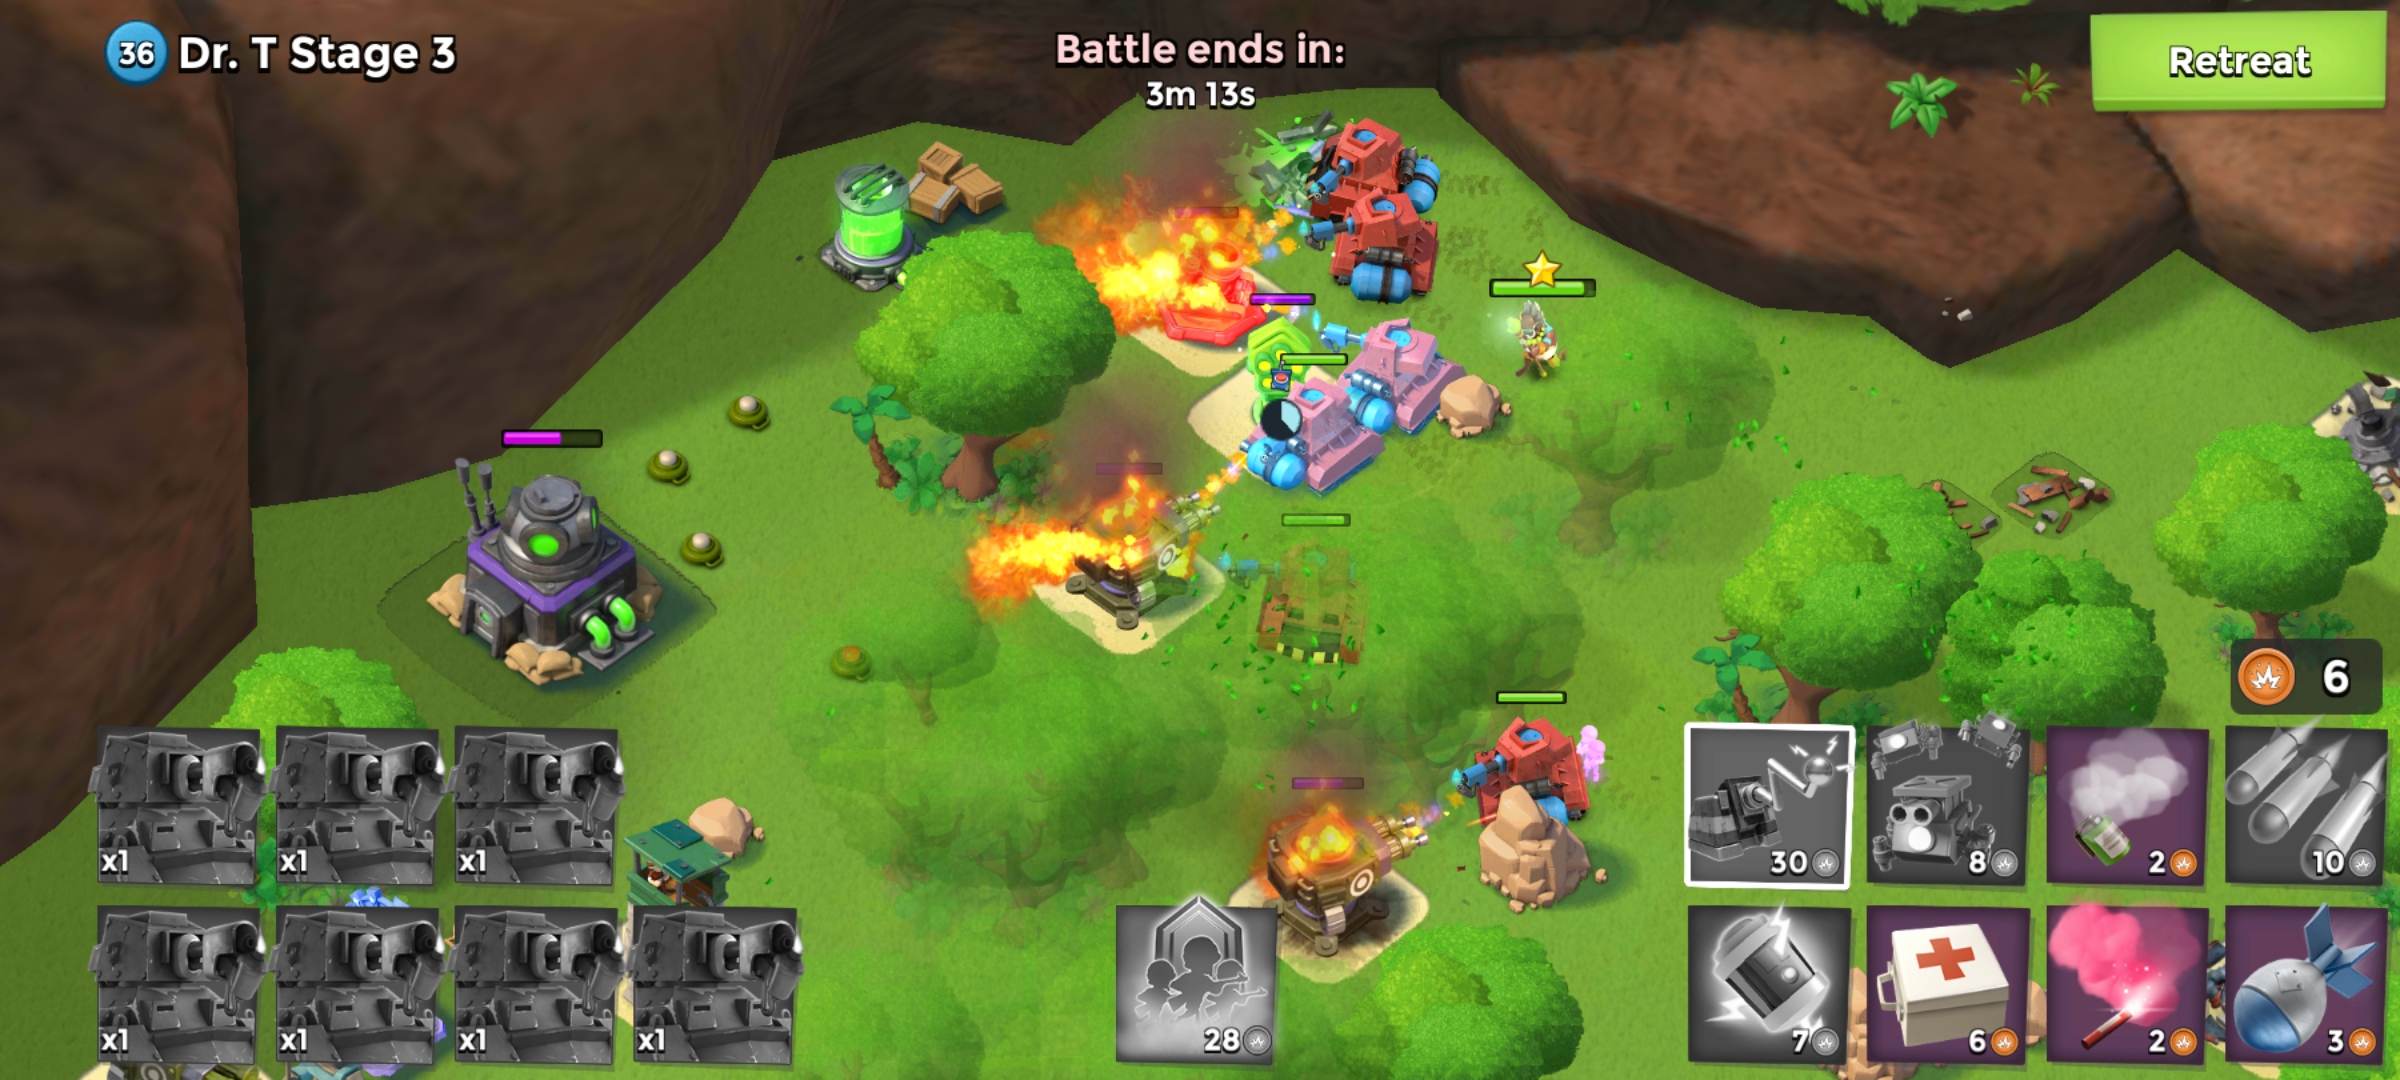 36 Dr. T Stage 3
Battle ends in:
3m 13s
Retreat
6
x1
x1
x1
30
8
2
10
x1
x1
x1
x1
28
7
6
2
3